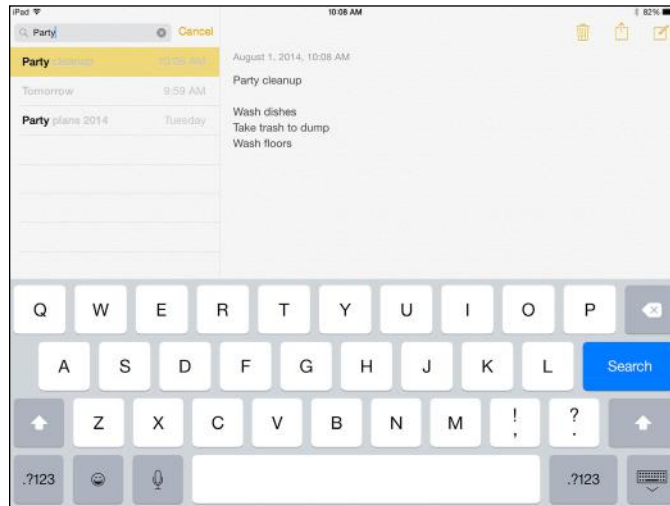 iPad
10:08 AM
82%
Party
Cancel
Party cleanup
10:08 AM
Tomorrow
9:59 AM
Party plans 2014
Tuesday
August 1, 2014, 10:08 AM
Party cleanup
Wash dishes
Take trash to dump
Wash floors
Q W E R T Y U I O P
A S D F G H J K L Search
Z X C V B N M ! , ? .
.?123 .?123